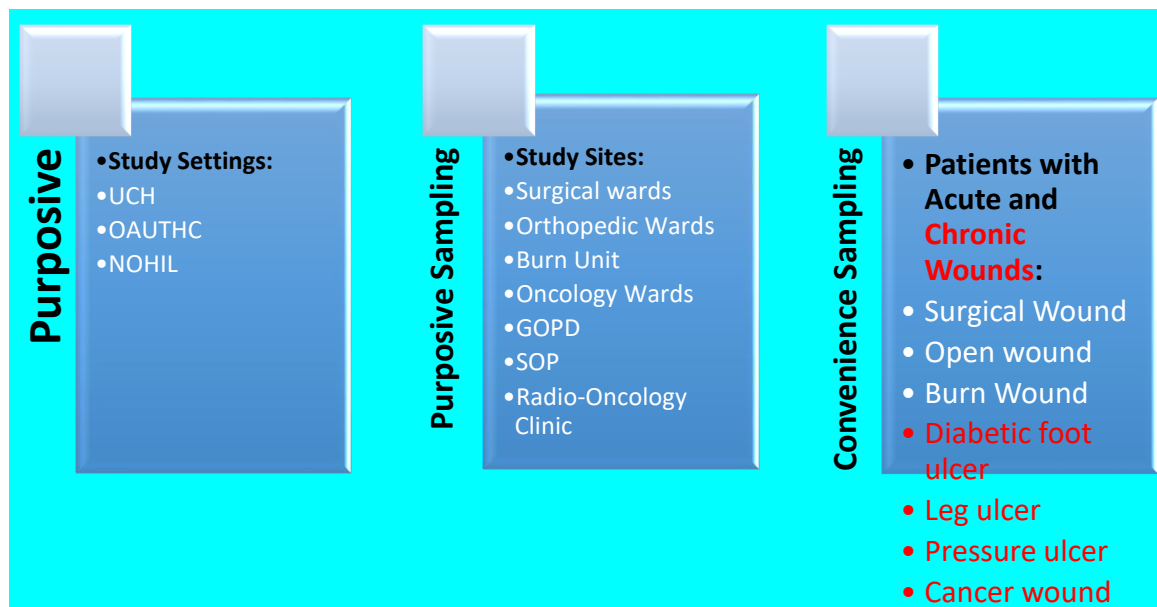 Purposive
•Study Settings:
•UCH
•OAUTHC
•NOHIL
Purposive Sampling
•Study Sites:
•Surgical wards
•Orthopedic Wards
•Burn Unit
•Oncology Wards
•GOPD
•SOP
•Radio-Oncology
Clinic
Convenience Sampling
• Patients with
Acute and
Chronic
Wounds:
• Surgical Wound
• Open wound
• Burn Wound
• Diabetic foot
ulcer
• Leg ulcer
• Pressure ulcer
• Cancer wound